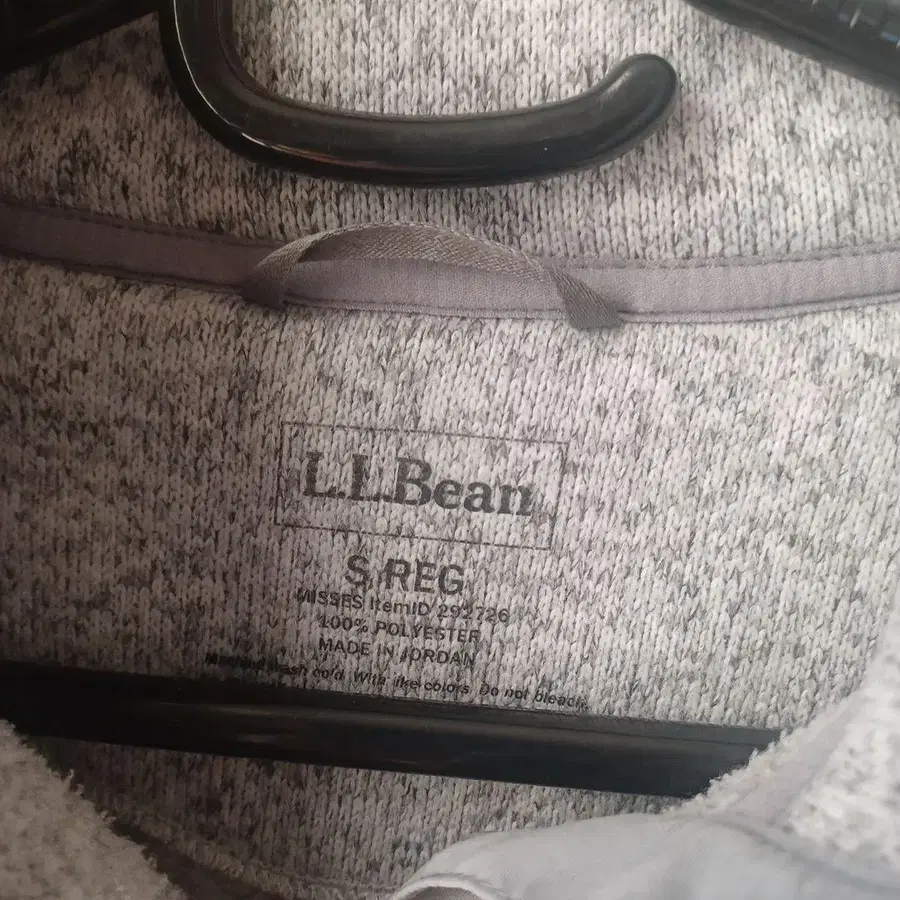 L.L.Bean
S REG
MISSES ItemID 292726
100% POLYESTER
MADE IN JORDAN
wash cold. With like colors. Do not bleach.